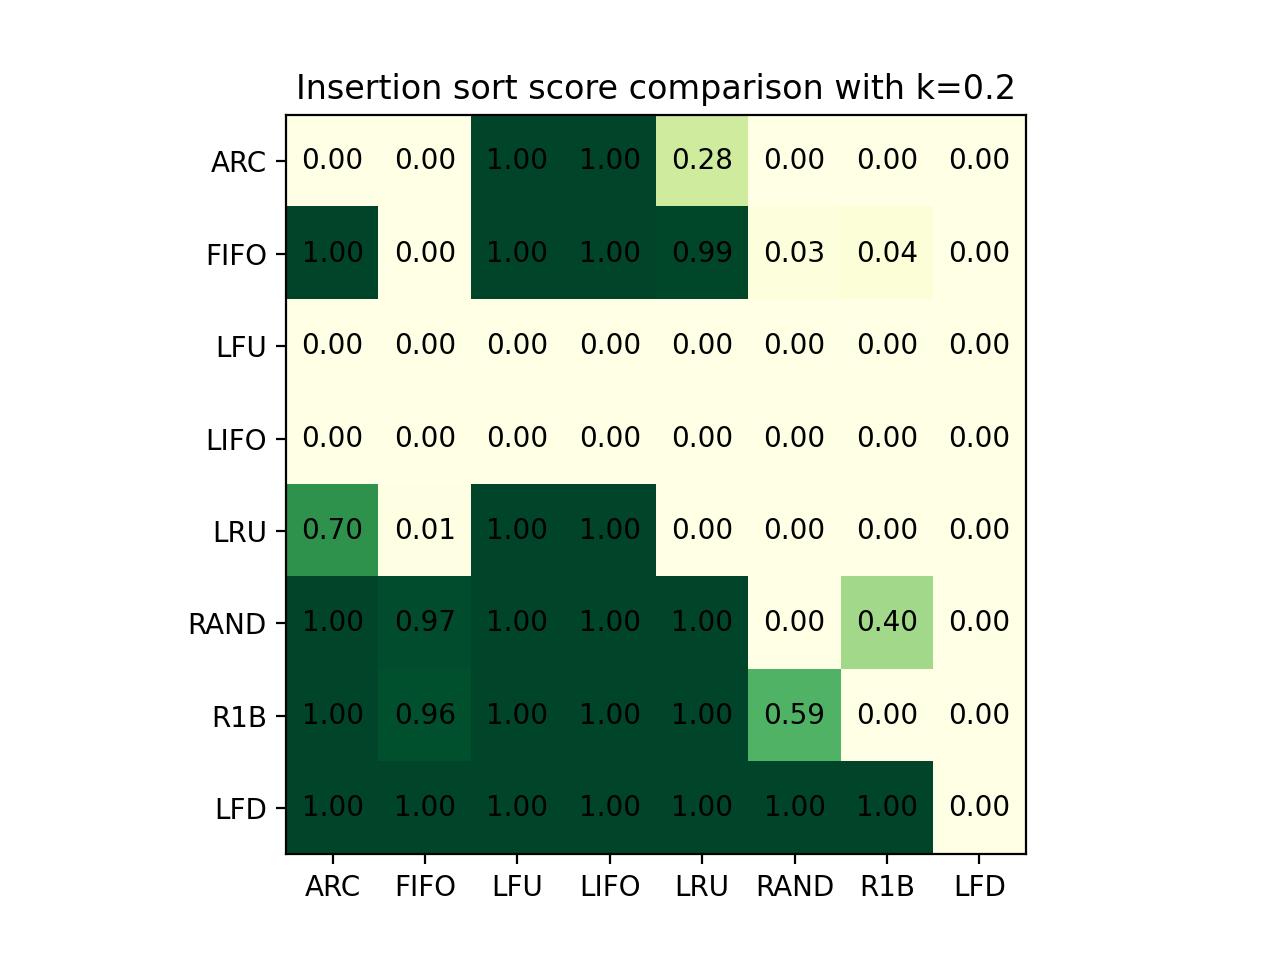 Insertion sort score comparison with k=0.2
ARC 0.00 0.00 1.00 1.00 0.28 0.00 0.00 0.00
FIFO 1.00 0.00 1.00 1.00 0.99 0.03 0.04 0.00
LFU 0.00 0.00 0.00 0.00 0.00 0.00 0.00 0.00
LIFO 0.00 0.00 0.00 0.00 0.00 0.00 0.00 0.00
LRU 0.70 0.01 1.00 1.00 0.00 0.00 0.00 0.00
RAND 1.00 0.97 1.00 1.00 1.00 0.00 0.40 0.00
R1B 1.00 0.96 1.00 1.00 1.00 0.59 0.00 0.00
LFD 1.00 1.00 1.00 1.00 1.00 1.00 1.00 0.00
ARC FIFO LFU LIFO LRU RAND R1B LFD